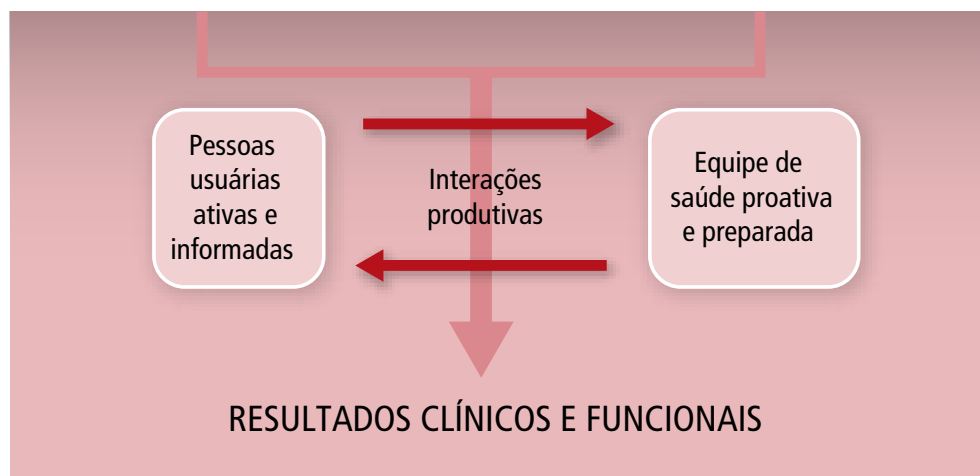 Pessoas
usuárias
ativas e
informadas
Interações
produtivas
Equipe de
saúde proativa
e preparada
RESULTADOS CLÍNICOS E FUNCIONAIS